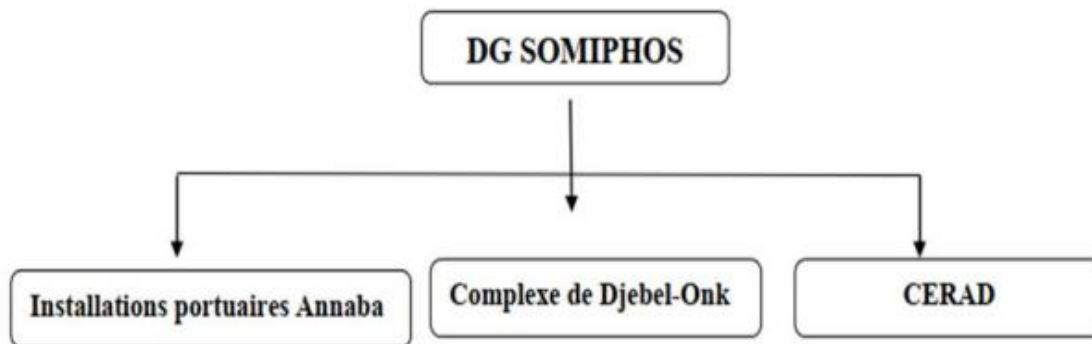 DG SOMIPHOS
Installations portuaires Annaba
Complexe de Djebel-Onk
CERAD